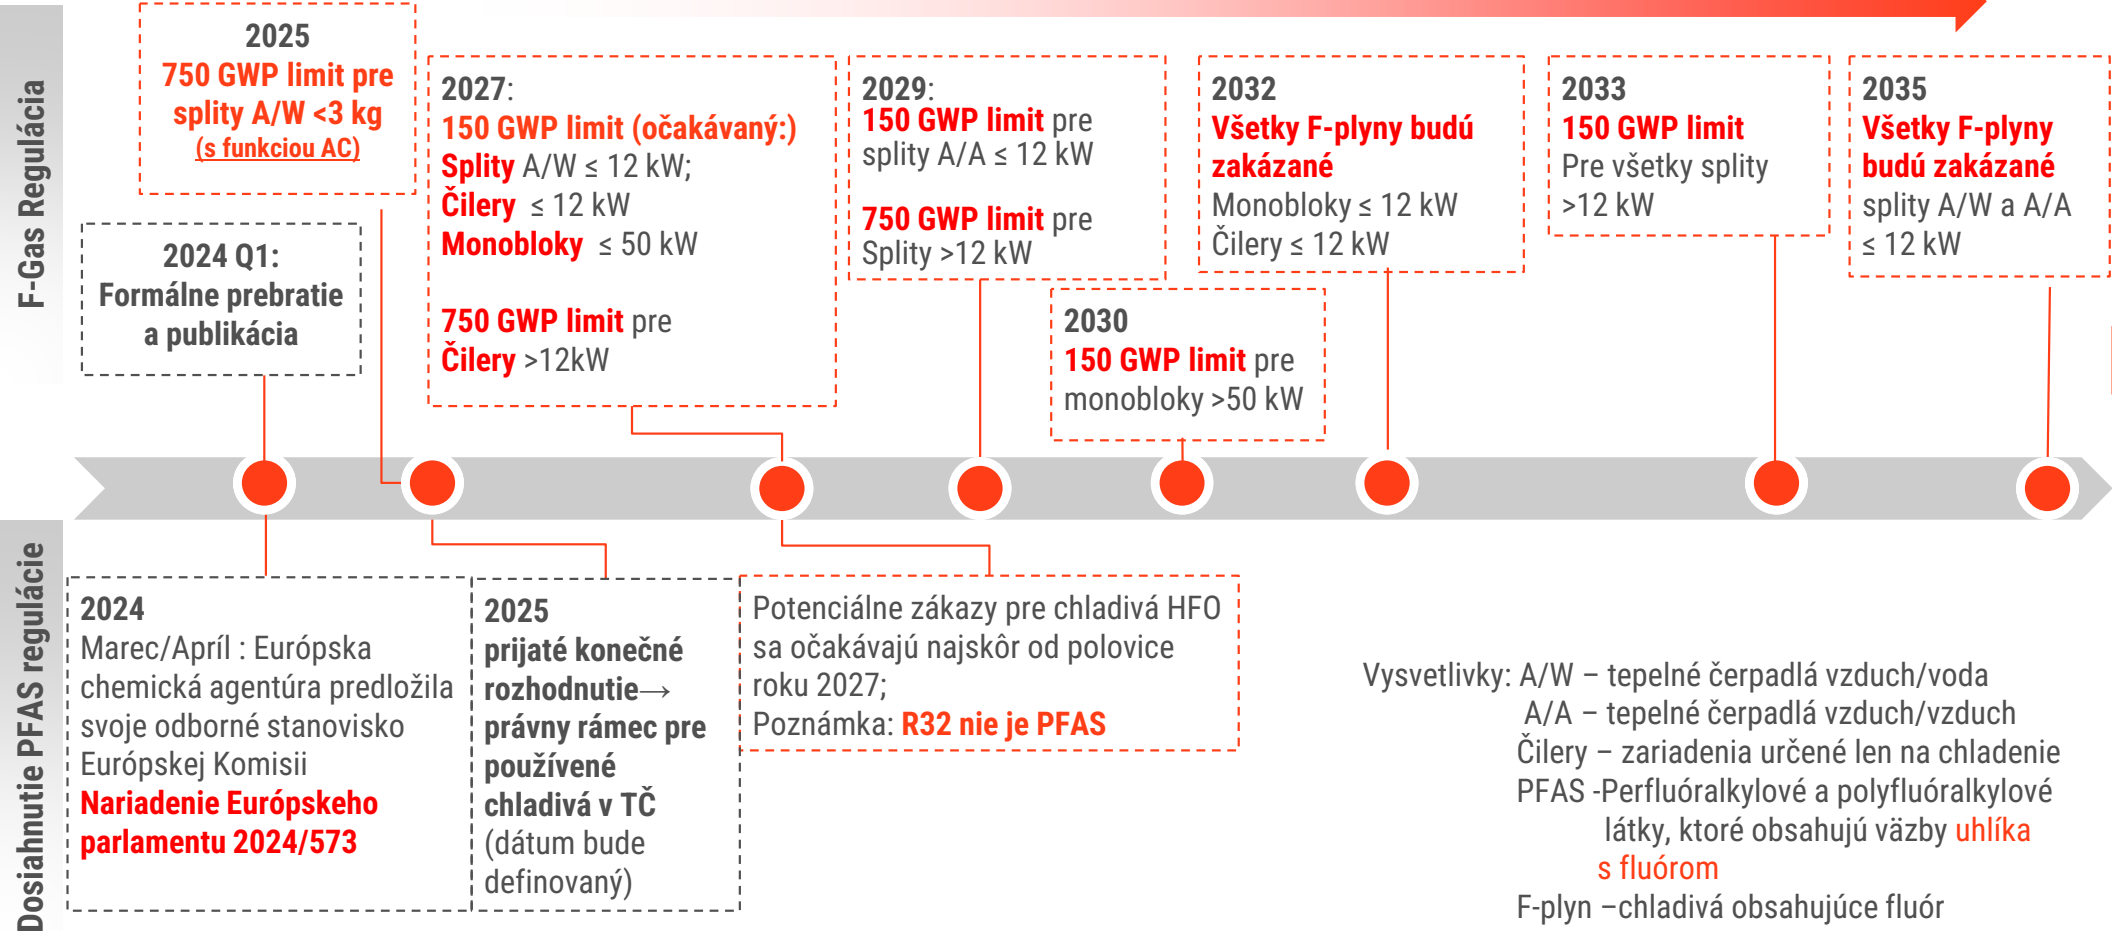 F-Gas Regulácia
2025
750 GWP limit pre
splity A/W <3 kg
(s funkciou AC)
2024 Q1:
Formálne prebratie
a publikácia
2027:
150 GWP limit (očakávaný:)
Splity A/W ≤ 12 kW;
Čilery ≤ 12 kW
Monobloky ≤ 50 kW
750 GWP limit pre
Čilery >12kW
2029:
150 GWP limit pre
splity A/A ≤ 12 kW
750 GWP limit pre
Splity >12 kW
2030
150 GWP limit pre
monobloky >50 kW
2032
Všetky F-plyny budú
zakázané
Monobloky ≤ 12 kW
Čilery ≤ 12 kW
2033
150 GWP limit
Pre všetky splity
>12 kW
2035
Všetky F-plyny
budú zakázané
splity A/W a A/A
≤ 12 kW
Dosiahnutie PFAS regulácie
2024
Marec/Apríl : Európska
chemická agentúra predložila
svoje odborné stanovisko
Európskej Komisii
Nariadenie Európskeho
parlamentu 2024/573
2025
prijaté konečné
rozhodnutie→
právny rámec pre
používené
chladivá v TČ
(dátum bude
definovaný)
Potenciálne zákazy pre chladivá HFO
sa očakávajú najskôr od polovice
roku 2027;
Poznámka: R32 nie je PFAS
Vysvetlivky: A/W – tepelné čerpadlá vzduch/voda
A/A – tepelné čerpadlá vzduch/vzduch
Čilery – zariadenia určené len na chladenie
PFAS -Perfluóralkylové a polyfluóralkylové
látky, ktoré obsahujú väzby uhlíka
s fluórom
F-plyn –chladivá obsahujúce fluór